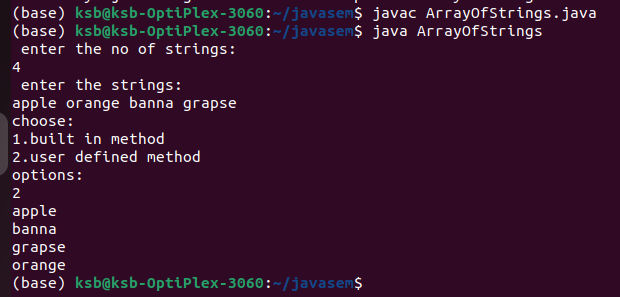 (base) ksb@ksb-OptiPlex-3060:~/javasem$ javac ArrayOfStrings.java
(base) ksb@ksb-OptiPlex-3060:~/javasem$ java ArrayOfStrings
enter the no of strings:
4
enter the strings:
apple orange banna grapse
choose:
1.built in method
2.user defined method
options:
2
apple
banna
grapse
orange
(base) ksb@ksb-OptiPlex-3060:~/javasem$